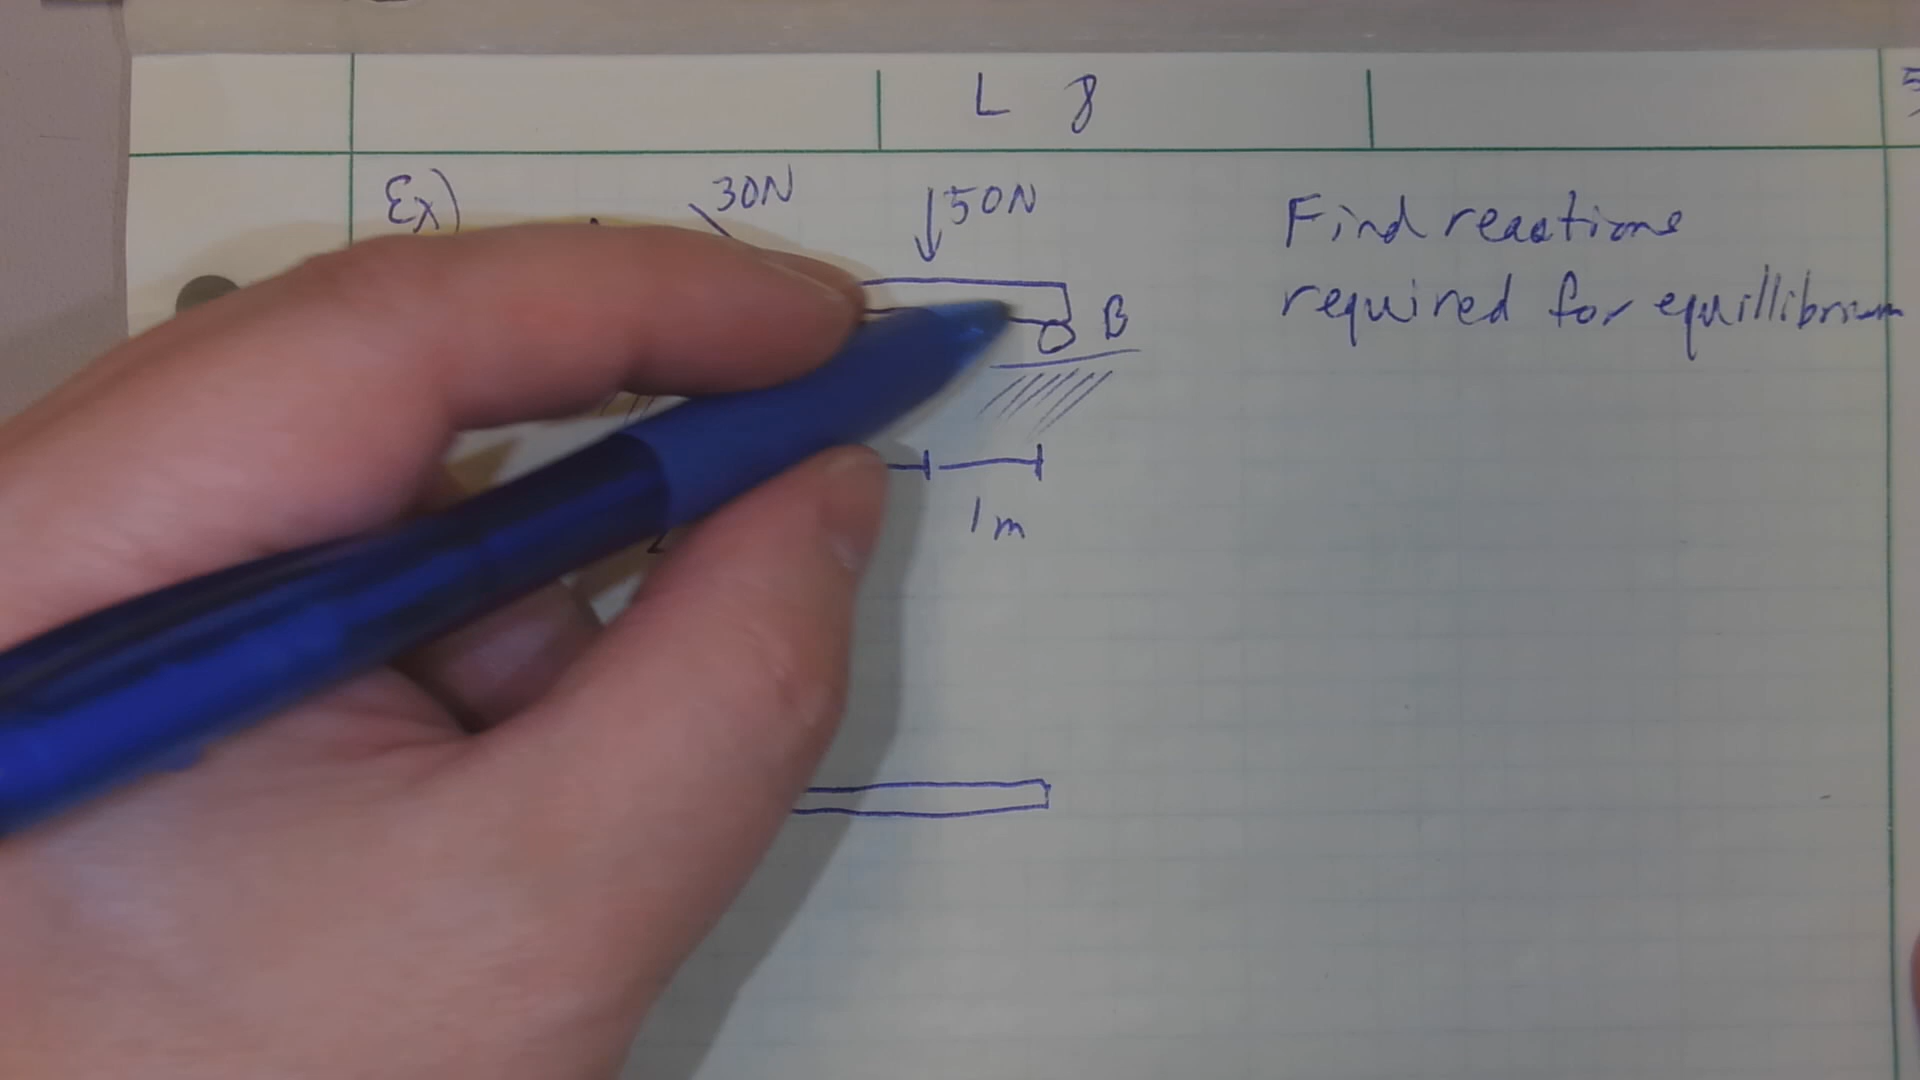 L 8
Ex) 30N 50N
Find reactions
required for equillibrium
B
1m